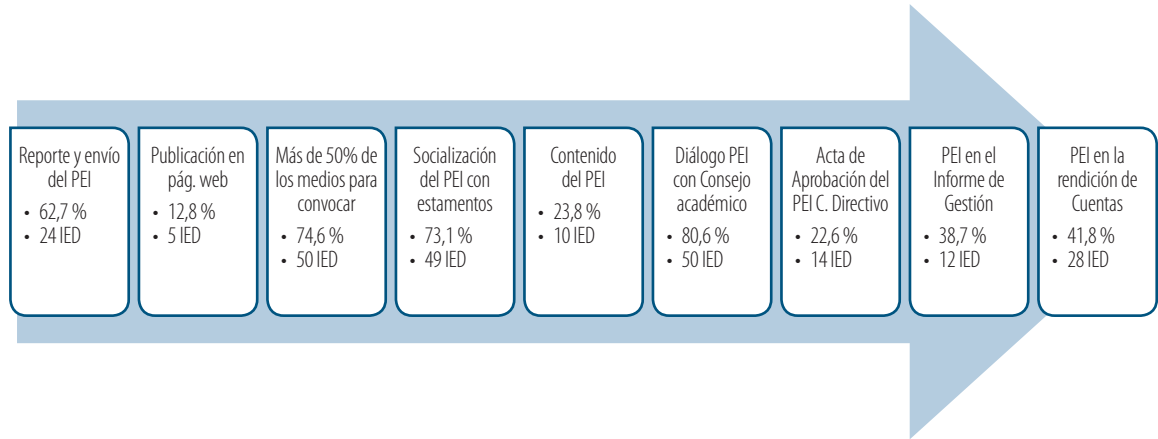 Reporte y envío
del PEI
• 62,7 %
• 24 IED
Publicación en
pág. web
• 12,8 %
• 5 IED
Más de 50% de
los medios para
convocar
• 74,6 %
• 50 IED
Socialización
del PEI con
estamentos
• 73,1 %
• 49 IED
Contenido
del PEI
• 23,8 %
• 10 IED
Diálogo PEI
con Consejo
académico
• 80,6 %
• 50 IED
Acta de
Aprobación del
PEI C. Directivo
• 22,6 %
• 14 IED
PEI en el
Informe de
Gestión
• 38,7 %
• 12 IED
PEI en la
rendición de
Cuentas
• 41,8 %
• 28 IED